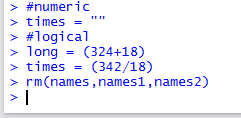 > #numeric
> times = ""
> #logical
> long = (324+18)
> times = (342/18)
> rm(names,names1,names2)
>